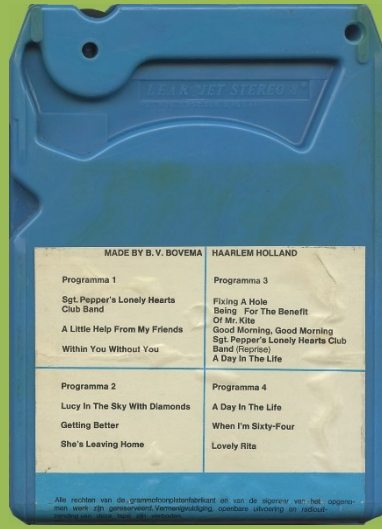 LEAR JET STEREO 8
MADE BY B. V. BOVEMA HAARLEM HOLLAND
Programma 1
Sgt. Pepper's Lonely Hearts
Club Band
A Little Help From My Friends
Within You Without You
Programma 3
Fixing A Hole
Being For The Benefit
Of Mr. Kite
Good Morning, Good Morning
Sgt. Pepper's Lonely Hearts Club
Band (Reprise)
A Day In The Life
Programma 2
Lucy In The Sky With Diamonds
Getting Better
She's Leaving Home
Programma 4
A Day In The Life
When I'm Sixty-Four
Lovely Rita
Alle rechten van de grammofoonplatenfabrikant en van de eigenaar van het opgeno-
men werk zijn gereserveerd. Vermenigvuldiging, openbare uitvoering en radiouit-
zending van deze tape zijn verboden.